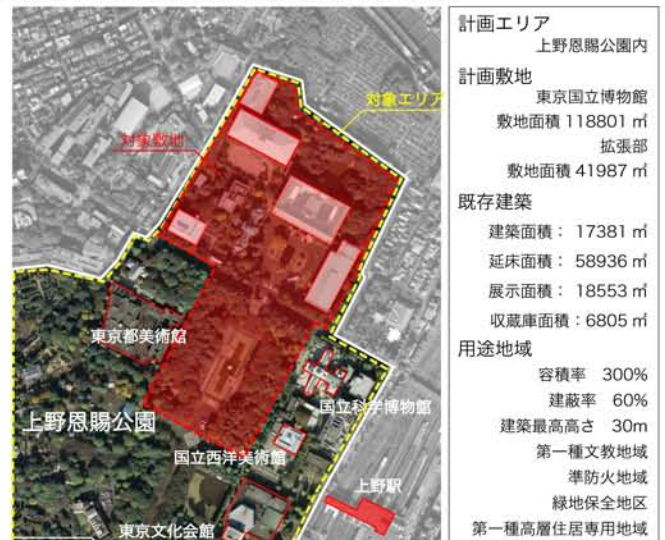 対象エリア
対象敷地
東京都美術館
上野恩賜公園
国立科学博物館
国立西洋美術館
上野駅
東京文化会館
計画エリア
上野恩賜公園内
計画敷地
東京国立博物館
敷地面積 118801 ㎡
拡張部
敷地面積 41987 ㎡
既存建築
建築面積： 17381 ㎡
延床面積： 58936 ㎡
展示面積： 18553 ㎡
収蔵庫面積：6805 ㎡
用途地域
容積率　300%
建蔽率　60%
建築最高高さ　30m
第一種文教地域
準防火地域
緑地保全地区
第一種高層住居専用地域